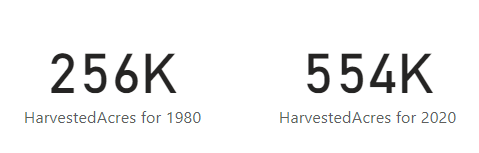 256K
HarvestedAcres for 1980
554K
HarvestedAcres for 2020